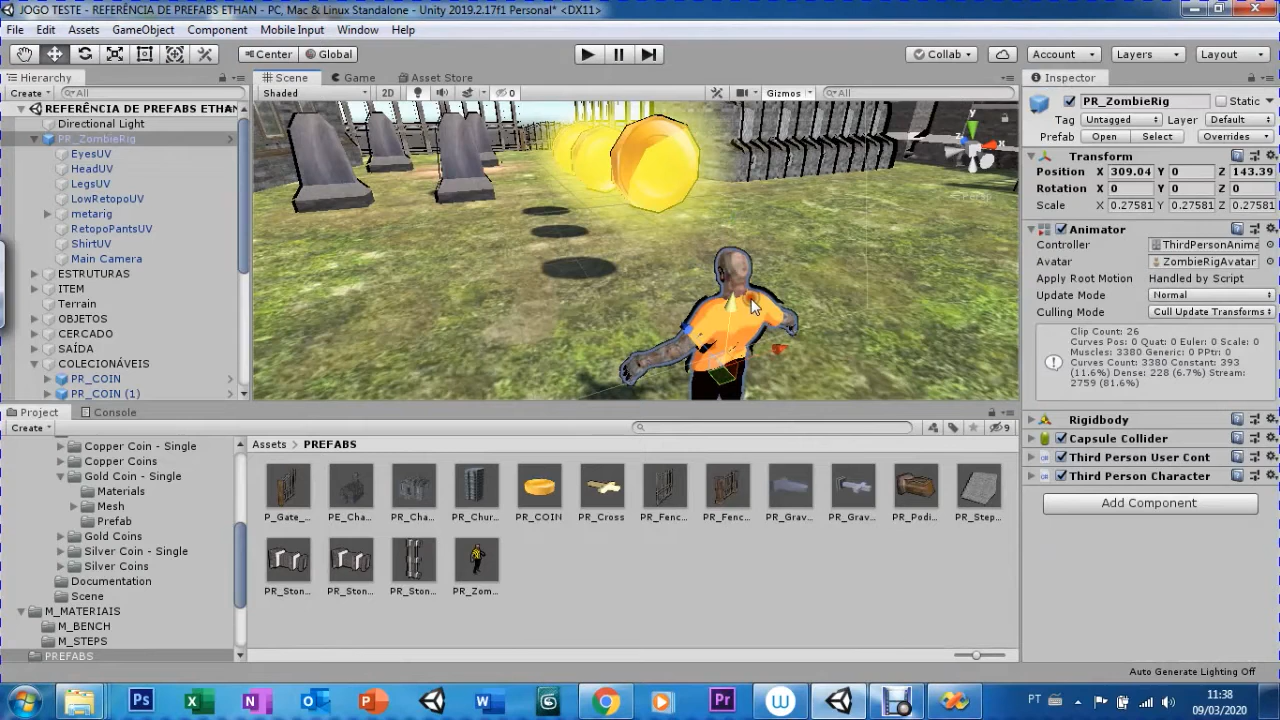 JOGO TESTE - REFERÊNCIA DE PREFABS ETHAN - PC, Mac & Linux Standalone - Unity 2019.2.17f1 Personal* <DX11>
File Edit Assets GameObject Component Mobile Input Window Help
Center Global Collab Account Layers Layout
Hierarchy Scene Game Asset Store Inspector
Create All Shaded 2D 0 Gizmos All
PR_ZombieRig Static
Tag Untagged Layer Default
Prefab Open Select Overrides
REFERÊNCIA DE PREFABS ETHAN
Directional Light
PR_ZombieRig
EyesUV
HeadUV
LegsUV
LowRetopoUV
metarig
RetopoPantsUV
ShirtUV
Main Camera
ESTRUTURAS
ITEM
Terrain
OBJETOS
CERCADO
SAÍDA
COLECIONÁVEIS
PR_COIN
PR_COIN (1)
y
x
Transform
Position X 309.04 Y 0 Z 143.39
Rotation X 0 Y 0 Z 0
Scale X 0.27581 Y 0.27581 Z 0.27581
Animator
Controller ThirdPersonAnima
Avatar ZombieRigAvatar
Apply Root Motion Handled by Script
Update Mode Normal
Culling Mode Cull Update Transforms
Clip Count: 26
Curves Pos: 0 Quat: 0 Euler: 0 Scale: 0
Muscles: 3380 Generic: 0 PPtr: 0
Curves Count: 3380 Constant: 393
(11.6%) Dense: 228 (6.7%) Stream:
2759 (81.6%)
Rigidbody
Capsule Collider
Third Person User Cont
Third Person Character
Add Component
Project Console
Create 9
Copper Coin - Single
Copper Coins
Gold Coin - Single
Materials
Mesh
Prefab
Gold Coins
Silver Coin - Single
Silver Coins
Documentation
Scene
M_MATERIAIS
M_BENCH
M_STEPS
PREFABS
Assets PREFABS
P_Gate_... PE_Cha... PR_Cha... PR_Chur... PR_COIN PR_Cross PR_Fenc... PR_Fenc... PR_Grav... PR_Grav... PR_Podi... PR_Step...
PR_Ston... PR_Ston... PR_Ston... PR_Zom...
Auto Generate Lighting Off
Ps W Pr W PT 11:38
09/03/2020